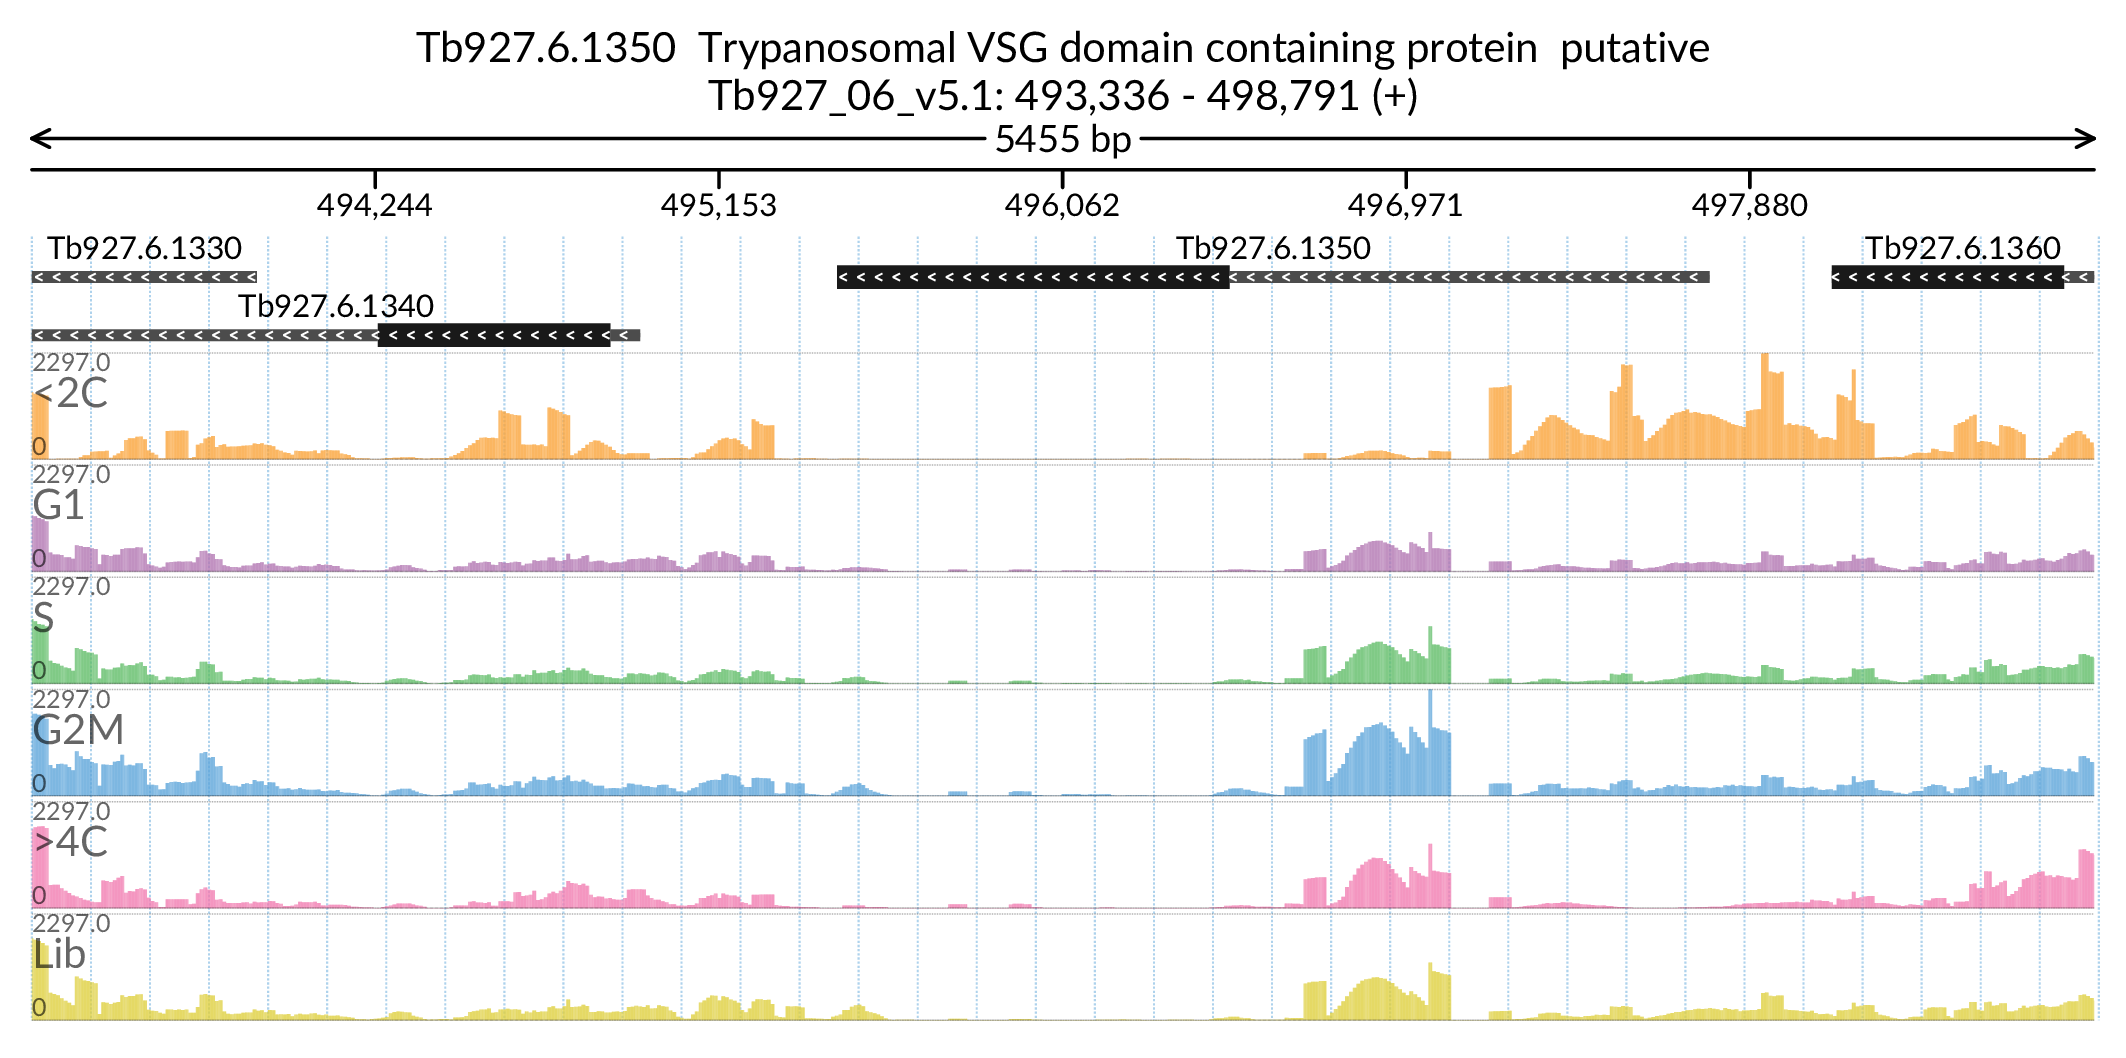 Tb927.6.1350  Trypanosomal VSG domain containing protein  putative
Tb927_06_v5.1: 493,336 - 498,791 (+)
5455 bp
494,244 495,153 496,062 496,971 497,880
Tb927.6.1330 Tb927.6.1350 Tb927.6.1360
Tb927.6.1340
2297.0
<2C
0
2297.0
G1
0
2297.0
S
0
2297.0
G2M
0
2297.0
>4C
0
2297.0
Lib
0